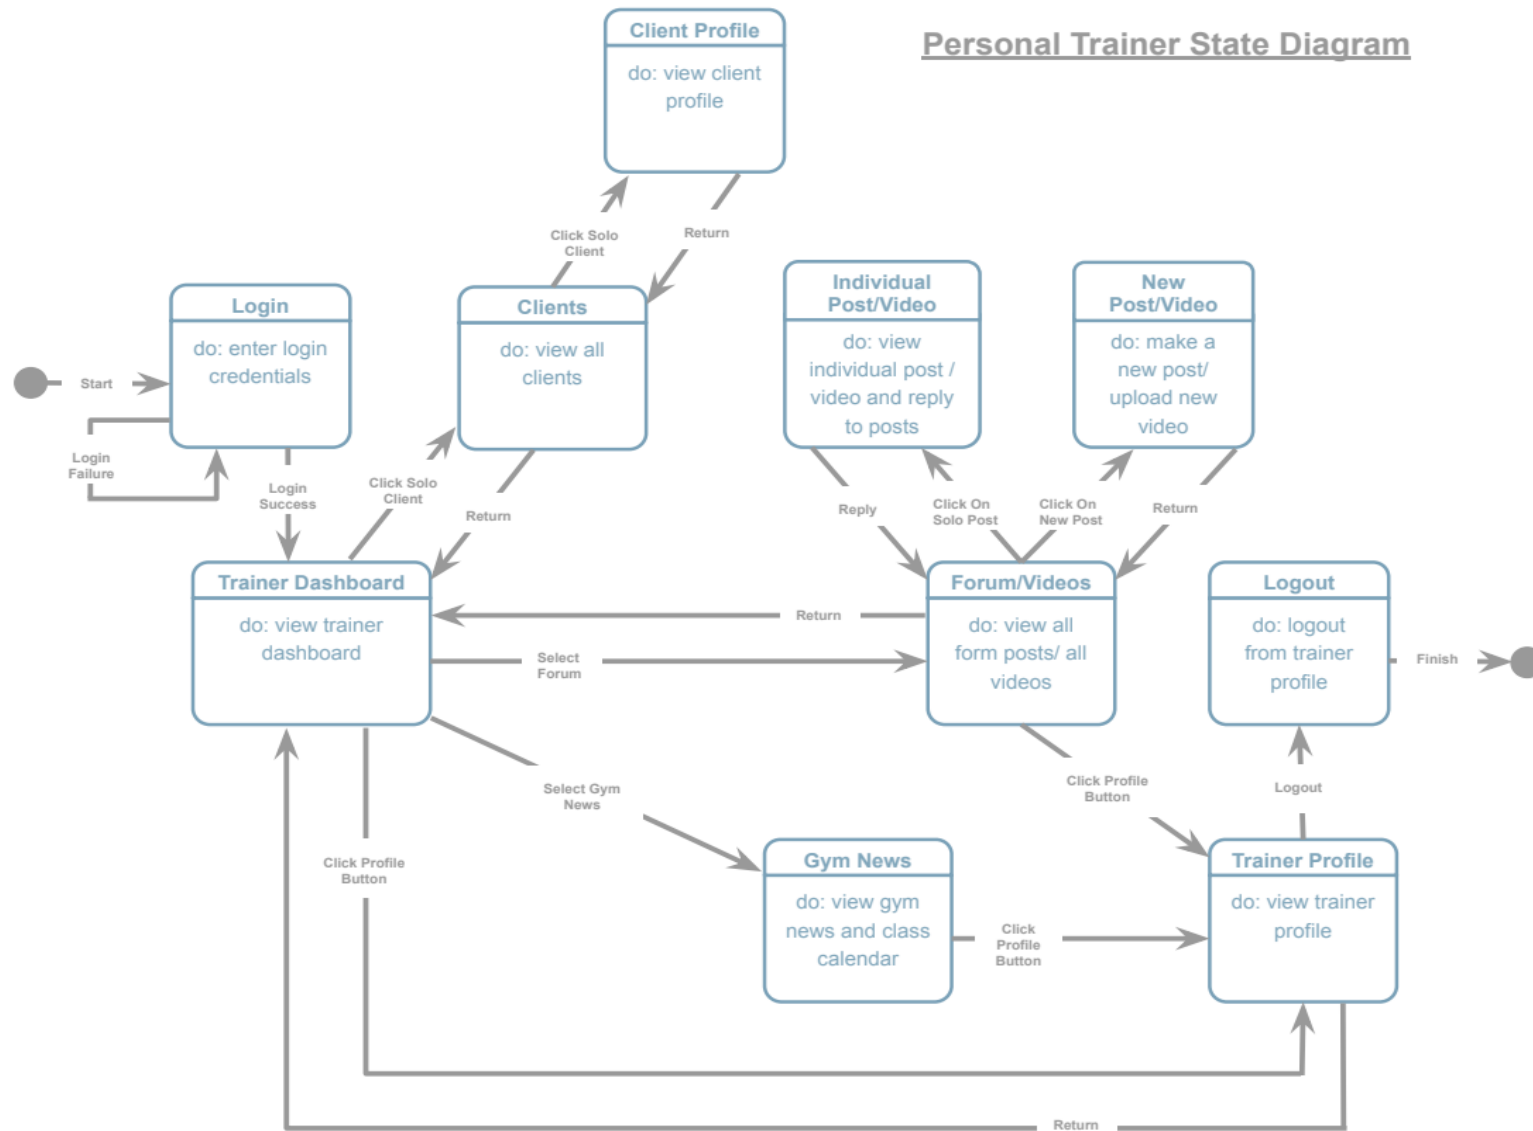 Personal Trainer State Diagram
Client Profile
do: view client
profile
Click Solo
Client
Return
Login
do: enter login
credentials
Start
Login
Failure
Login
Success
Clients
do: view all
clients
Click Solo
Client
Return
Individual
Post/Video
do: view
individual post /
video and reply
to posts
New
Post/Video
do: make a
new post/
upload new
video
Reply
Click On
Solo Post
Click On
New Post
Return
Trainer Dashboard
do: view trainer
dashboard
Return
Select
Forum
Forum/Videos
do: view all
form posts/ all
videos
Logout
do: logout
from trainer
profile
Finish
Select Gym
News
Click Profile
Button
Logout
Click Profile
Button
Gym News
do: view gym
news and class
calendar
Click
Profile
Button
Trainer Profile
do: view trainer
profile
Return